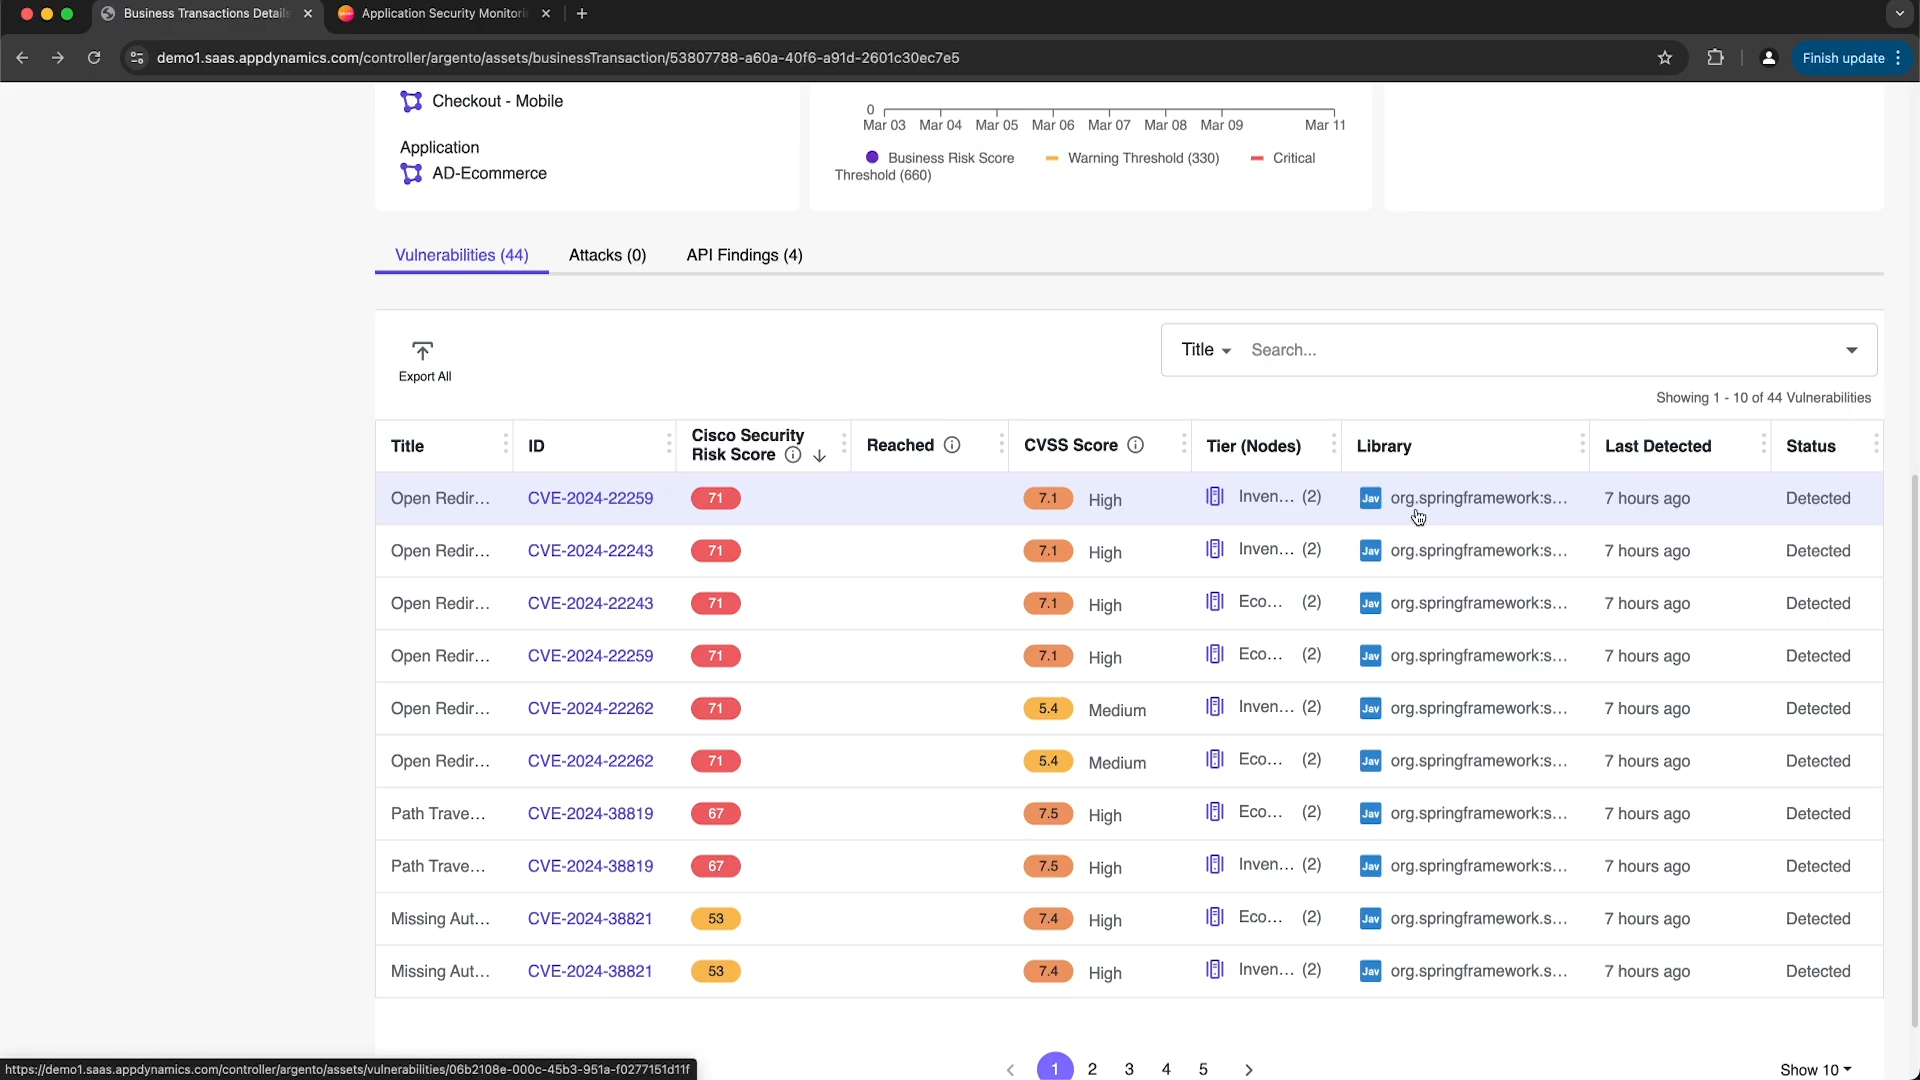 Business Transactions Details
Application Security Monitorin
demo1.saas.appdynamics.com/controller/argento/assets/businessTransaction/53807788-a60a-40f6-a91d-2601c30ec7e5
Finish update
Checkout - Mobile
Application
AD-Ecommerce
0
Mar 03 Mar 04 Mar 05 Mar 06 Mar 07 Mar 08 Mar 09 Mar 11
Business Risk Score Warning Threshold (330) Critical
Threshold (660)
Vulnerabilities (44) Attacks (0) API Findings (4)
Export All
Title Search...
Showing 1 - 10 of 44 Vulnerabilities
Title ID Cisco Security Risk Score Reached CVSS Score Tier (Nodes) Library Last Detected Status
Open Redir... CVE-2024-22259 71 7.1 High Inven... (2) Jav org.springframework:s... 7 hours ago Detected
Open Redir... CVE-2024-22243 71 7.1 High Inven... (2) Jav org.springframework:s... 7 hours ago Detected
Open Redir... CVE-2024-22243 71 7.1 High Eco... (2) Jav org.springframework:s... 7 hours ago Detected
Open Redir... CVE-2024-22259 71 7.1 High Eco... (2) Jav org.springframework:s... 7 hours ago Detected
Open Redir... CVE-2024-22262 71 5.4 Medium Inven... (2) Jav org.springframework:s... 7 hours ago Detected
Open Redir... CVE-2024-22262 71 5.4 Medium Eco... (2) Jav org.springframework:s... 7 hours ago Detected
Path Trave... CVE-2024-38819 67 7.5 High Eco... (2) Jav org.springframework:s... 7 hours ago Detected
Path Trave... CVE-2024-38819 67 7.5 High Inven... (2) Jav org.springframework:s... 7 hours ago Detected
Missing Aut... CVE-2024-38821 53 7.4 High Eco... (2) Jav org.springframework.s... 7 hours ago Detected
Missing Aut... CVE-2024-38821 53 7.4 High Inven... (2) Jav org.springframework.s... 7 hours ago Detected
1 2 3 4 5
Show 10
https://demo1.saas.appdynamics.com/controller/argento/assets/vulnerabilities/06b2108e-000c-45b3-951a-f0277151d11f